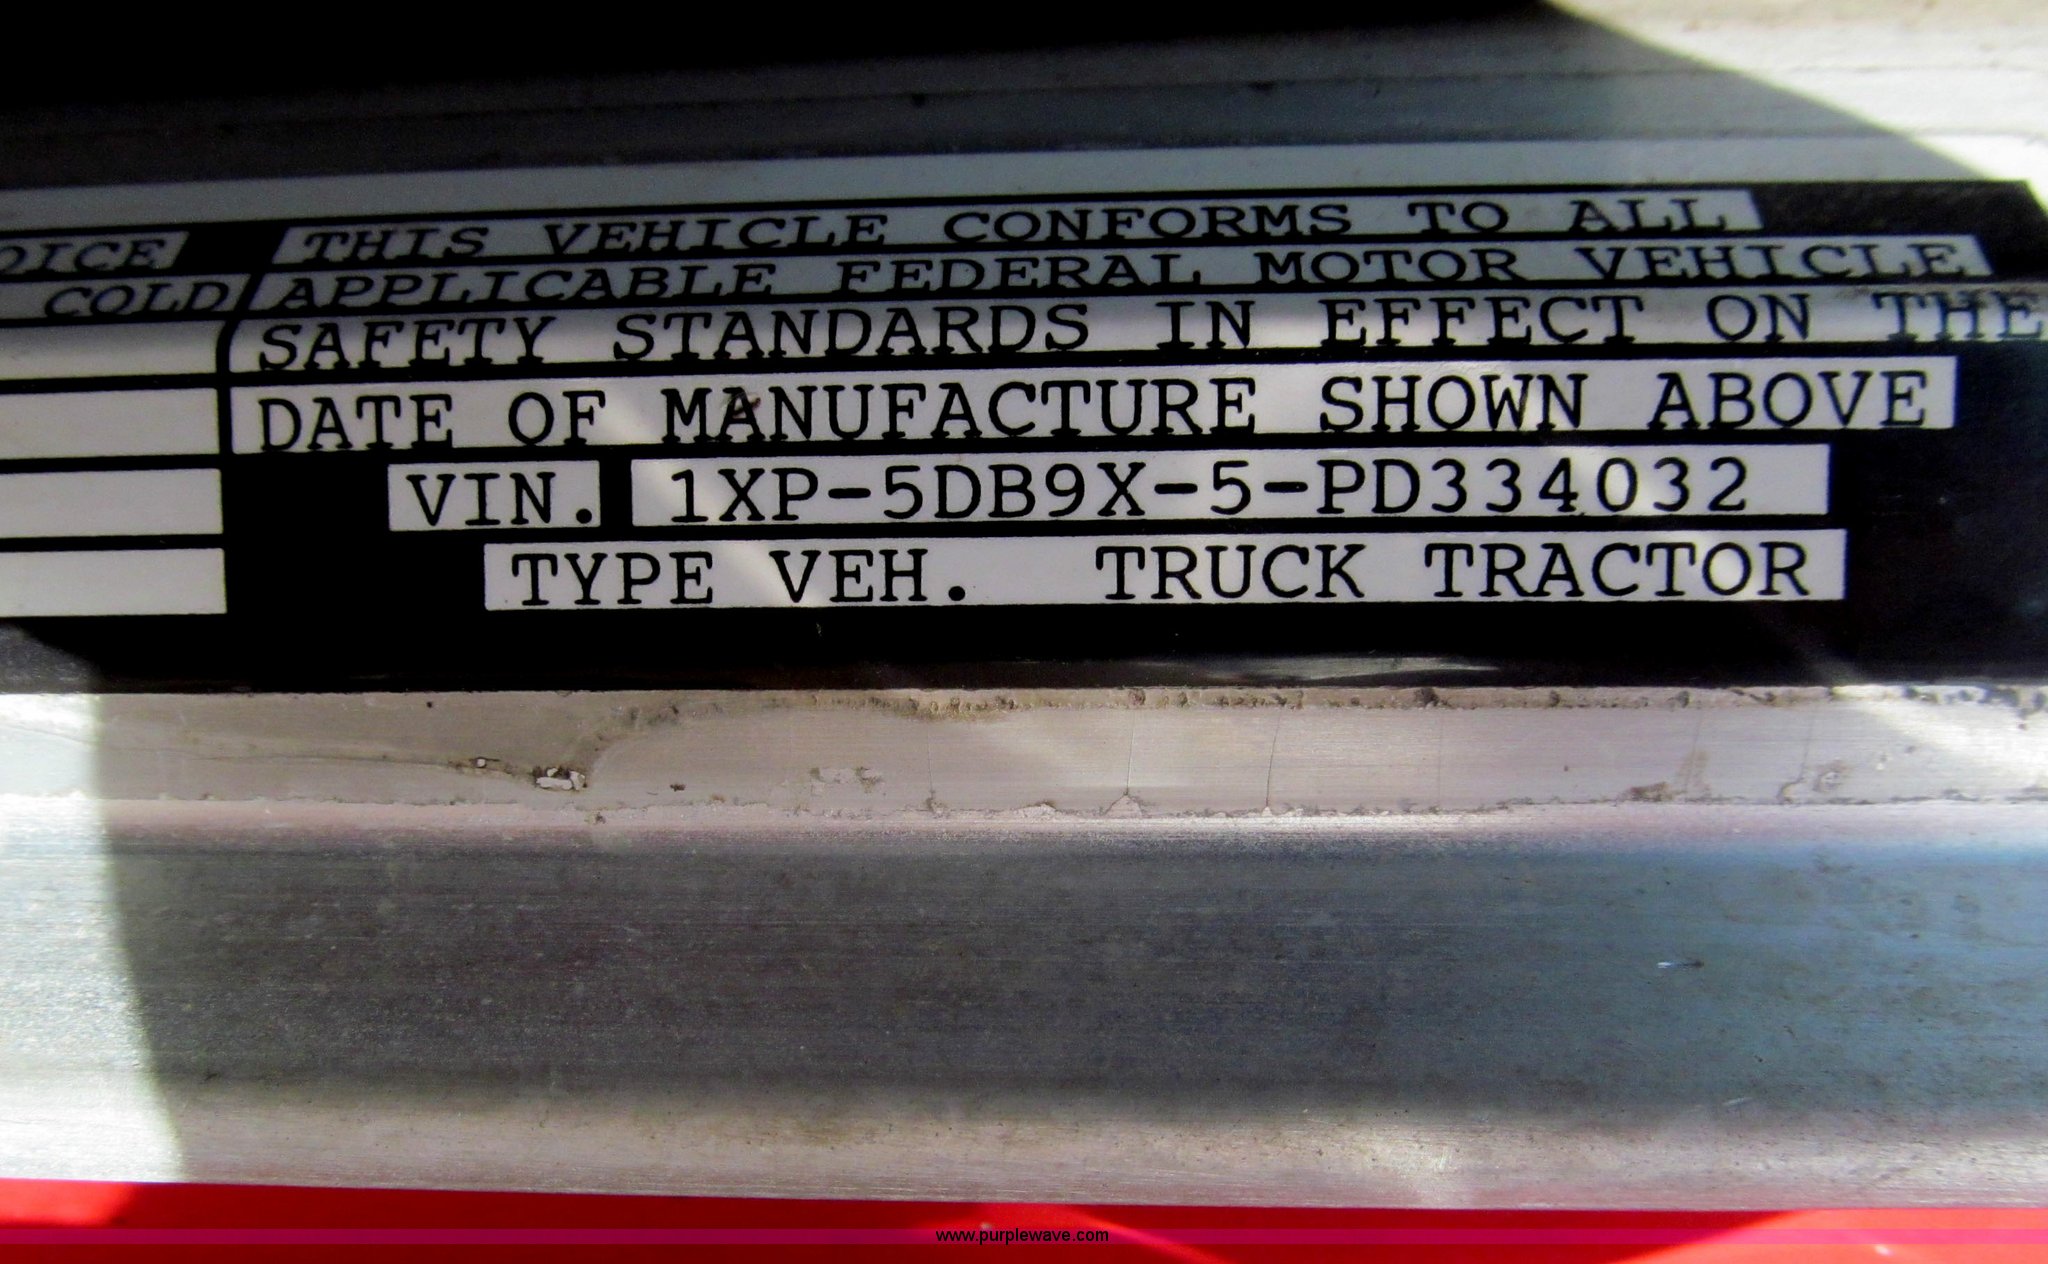 THIS VEHICLE CONFORMS TO ALL
COLD APPLICABLE FEDERAL MOTOR VEHICLE
SAFETY STANDARDS IN EFFECT ON THE
DATE OF MANUFACTURE SHOWN ABOVE
VIN. 1XP-5DB9X-5-PD334032
TYPE VEH. TRUCK TRACTOR
www.purplewave.com